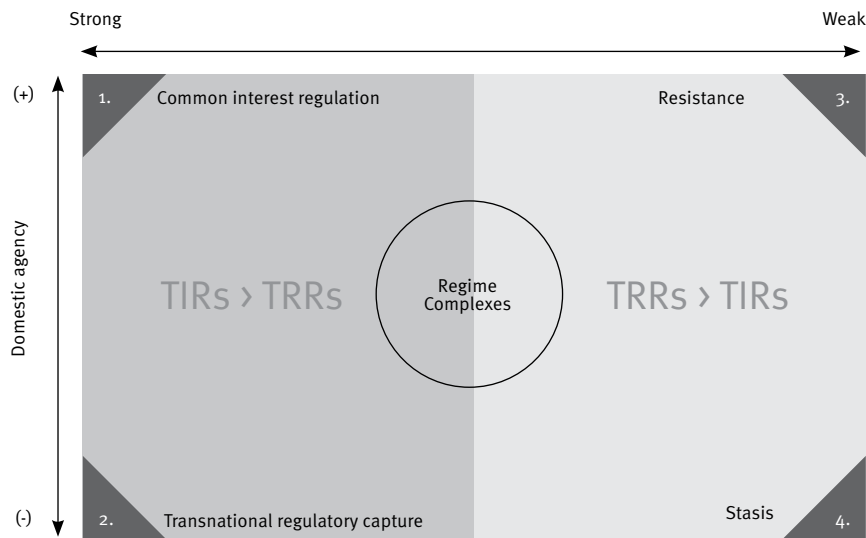 Strong
Weak
(+)
1.
Common interest regulation
Resistance
3.
Domestic agency
TIRs › TRRs
Regime
Complexes
TRRs › TIRs
(-)
2.
Transnational regulatory capture
Stasis
4.